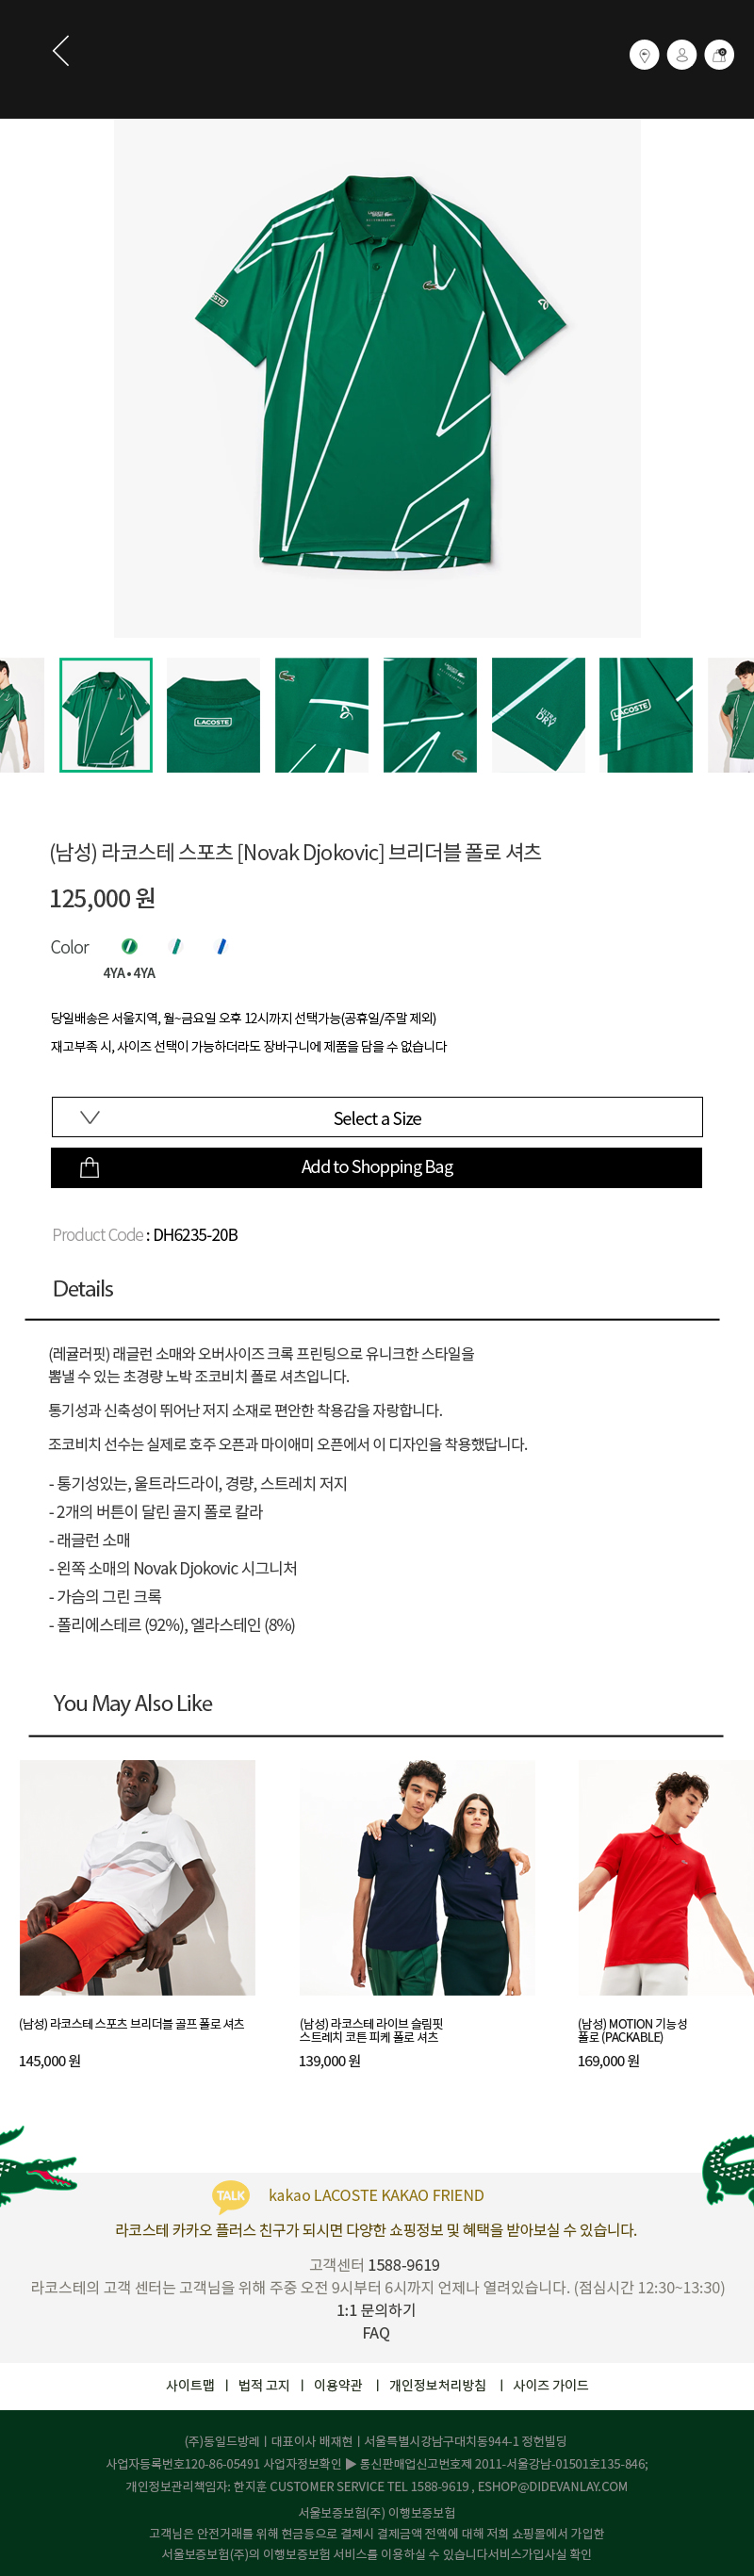 0
LACOSTE
LACOSTE
ULTRA
DRY
LACOSTE
(남성) 라코스테 스포츠 [Novak Djokovic] 브리더블 폴로 셔츠
125,000 원
Color
4YA • 4YA
당일배송은 서울지역, 월~금요일 오후 12시까지 선택가능(공휴일/주말 제외)
재고부족 시, 사이즈 선택이 가능하더라도 장바구니에 제품을 담을 수 없습니다
Select a Size
Add to Shopping Bag
Product Code : DH6235-20B
Details
(레귤러핏) 래글런 소매와 오버사이즈 크록 프린팅으로 유니크한 스타일을
뽐낼 수 있는 초경량 노박 조코비치 폴로 셔츠입니다.
통기성과 신축성이 뛰어난 저지 소재로 편안한 착용감을 자랑합니다.
조코비치 선수는 실제로 호주 오픈과 마이애미 오픈에서 이 디자인을 착용했답니다.
- 통기성있는, 울트라드라이, 경량, 스트레치 저지
- 2개의 버튼이 달린 골지 폴로 칼라
- 래글런 소매
- 왼쪽 소매의 Novak Djokovic 시그니처
- 가슴의 그린 크록
- 폴리에스테르 (92%), 엘라스테인 (8%)
You May Also Like
(남성) 라코스테 스포츠 브리더블 골프 폴로 셔츠
145,000 원
(남성) 라코스테 라이브 슬림핏
스트레치 코튼 피케 폴로 셔츠
139,000 원
(남성) MOTION 기능성
폴로 (PACKABLE)
169,000 원
TALK kakao LACOSTE KAKAO FRIEND
라코스테 카카오 플러스 친구가 되시면 다양한 쇼핑정보 및 혜택을 받아보실 수 있습니다.
고객센터 1588-9619
라코스테의 고객 센터는 고객님을 위해 주중 오전 9시부터 6시까지 언제나 열려있습니다. (점심시간 12:30~13:30)
1:1 문의하기
FAQ
사이트맵 | 법적 고지 | 이용약관 | 개인정보처리방침 | 사이즈 가이드
(주)동일드방레 | 대표이사 배재현 | 서울특별시강남구대치동944-1 정헌빌딩
사업자등록번호120-86-05491 사업자정보확인 ▶ 통신판매업신고번호제 2011-서울강남-01501호135-846;
개인정보관리책임자: 한지훈 CUSTOMER SERVICE TEL 1588-9619 , ESHOP@DIDEVANLAY.COM
서울보증보험(주) 이행보증보험
고객님은 안전거래를 위해 현금등으로 결제시 결제금액 전액에 대해 저희 쇼핑몰에서 가입한
서울보증보험(주)의 이행보증보험 서비스를 이용하실 수 있습니다서비스가입사실 확인